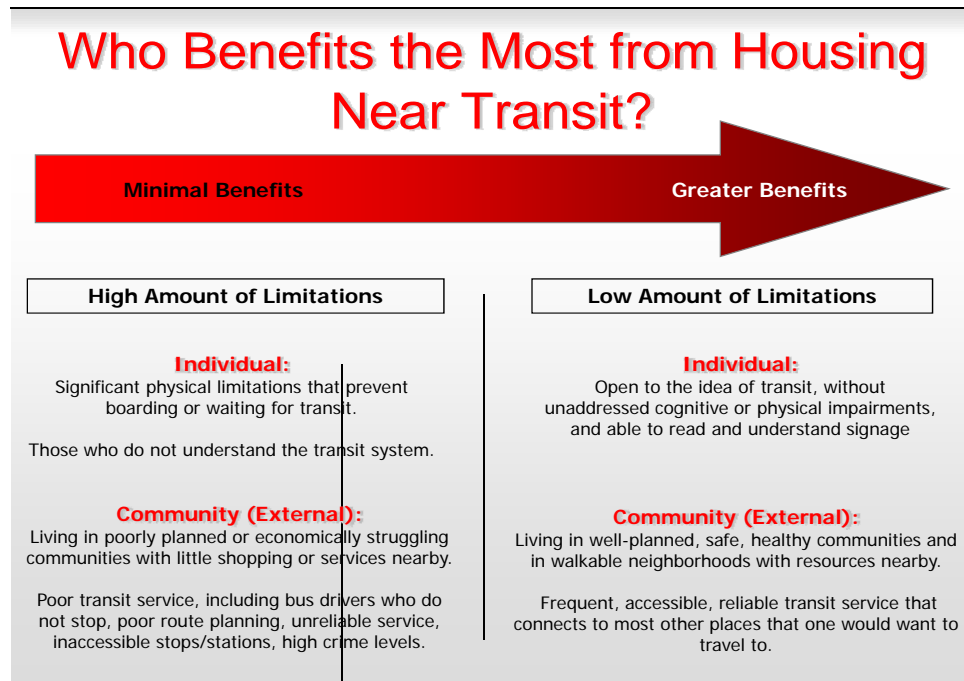 Who Benefits the Most from Housing
Near Transit?
Minimal Benefits
Greater Benefits
High Amount of Limitations
Individual:
Significant physical limitations that prevent
boarding or waiting for transit.
Those who do not understand the transit system.
Community (External):
Living in poorly planned or economically struggling
communities with little shopping or services nearby.
Poor transit service, including bus drivers who do
not stop, poor route planning, unreliable service,
inaccessible stops/stations, high crime levels.
Low Amount of Limitations
Individual:
Open to the idea of transit, without
unaddressed cognitive or physical impairments,
and able to read and understand signage
Community (External):
Living in well-planned, safe, healthy communities and
in walkable neighborhoods with resources nearby.
Frequent, accessible, reliable transit service that
connects to most other places that one would want to
travel to.